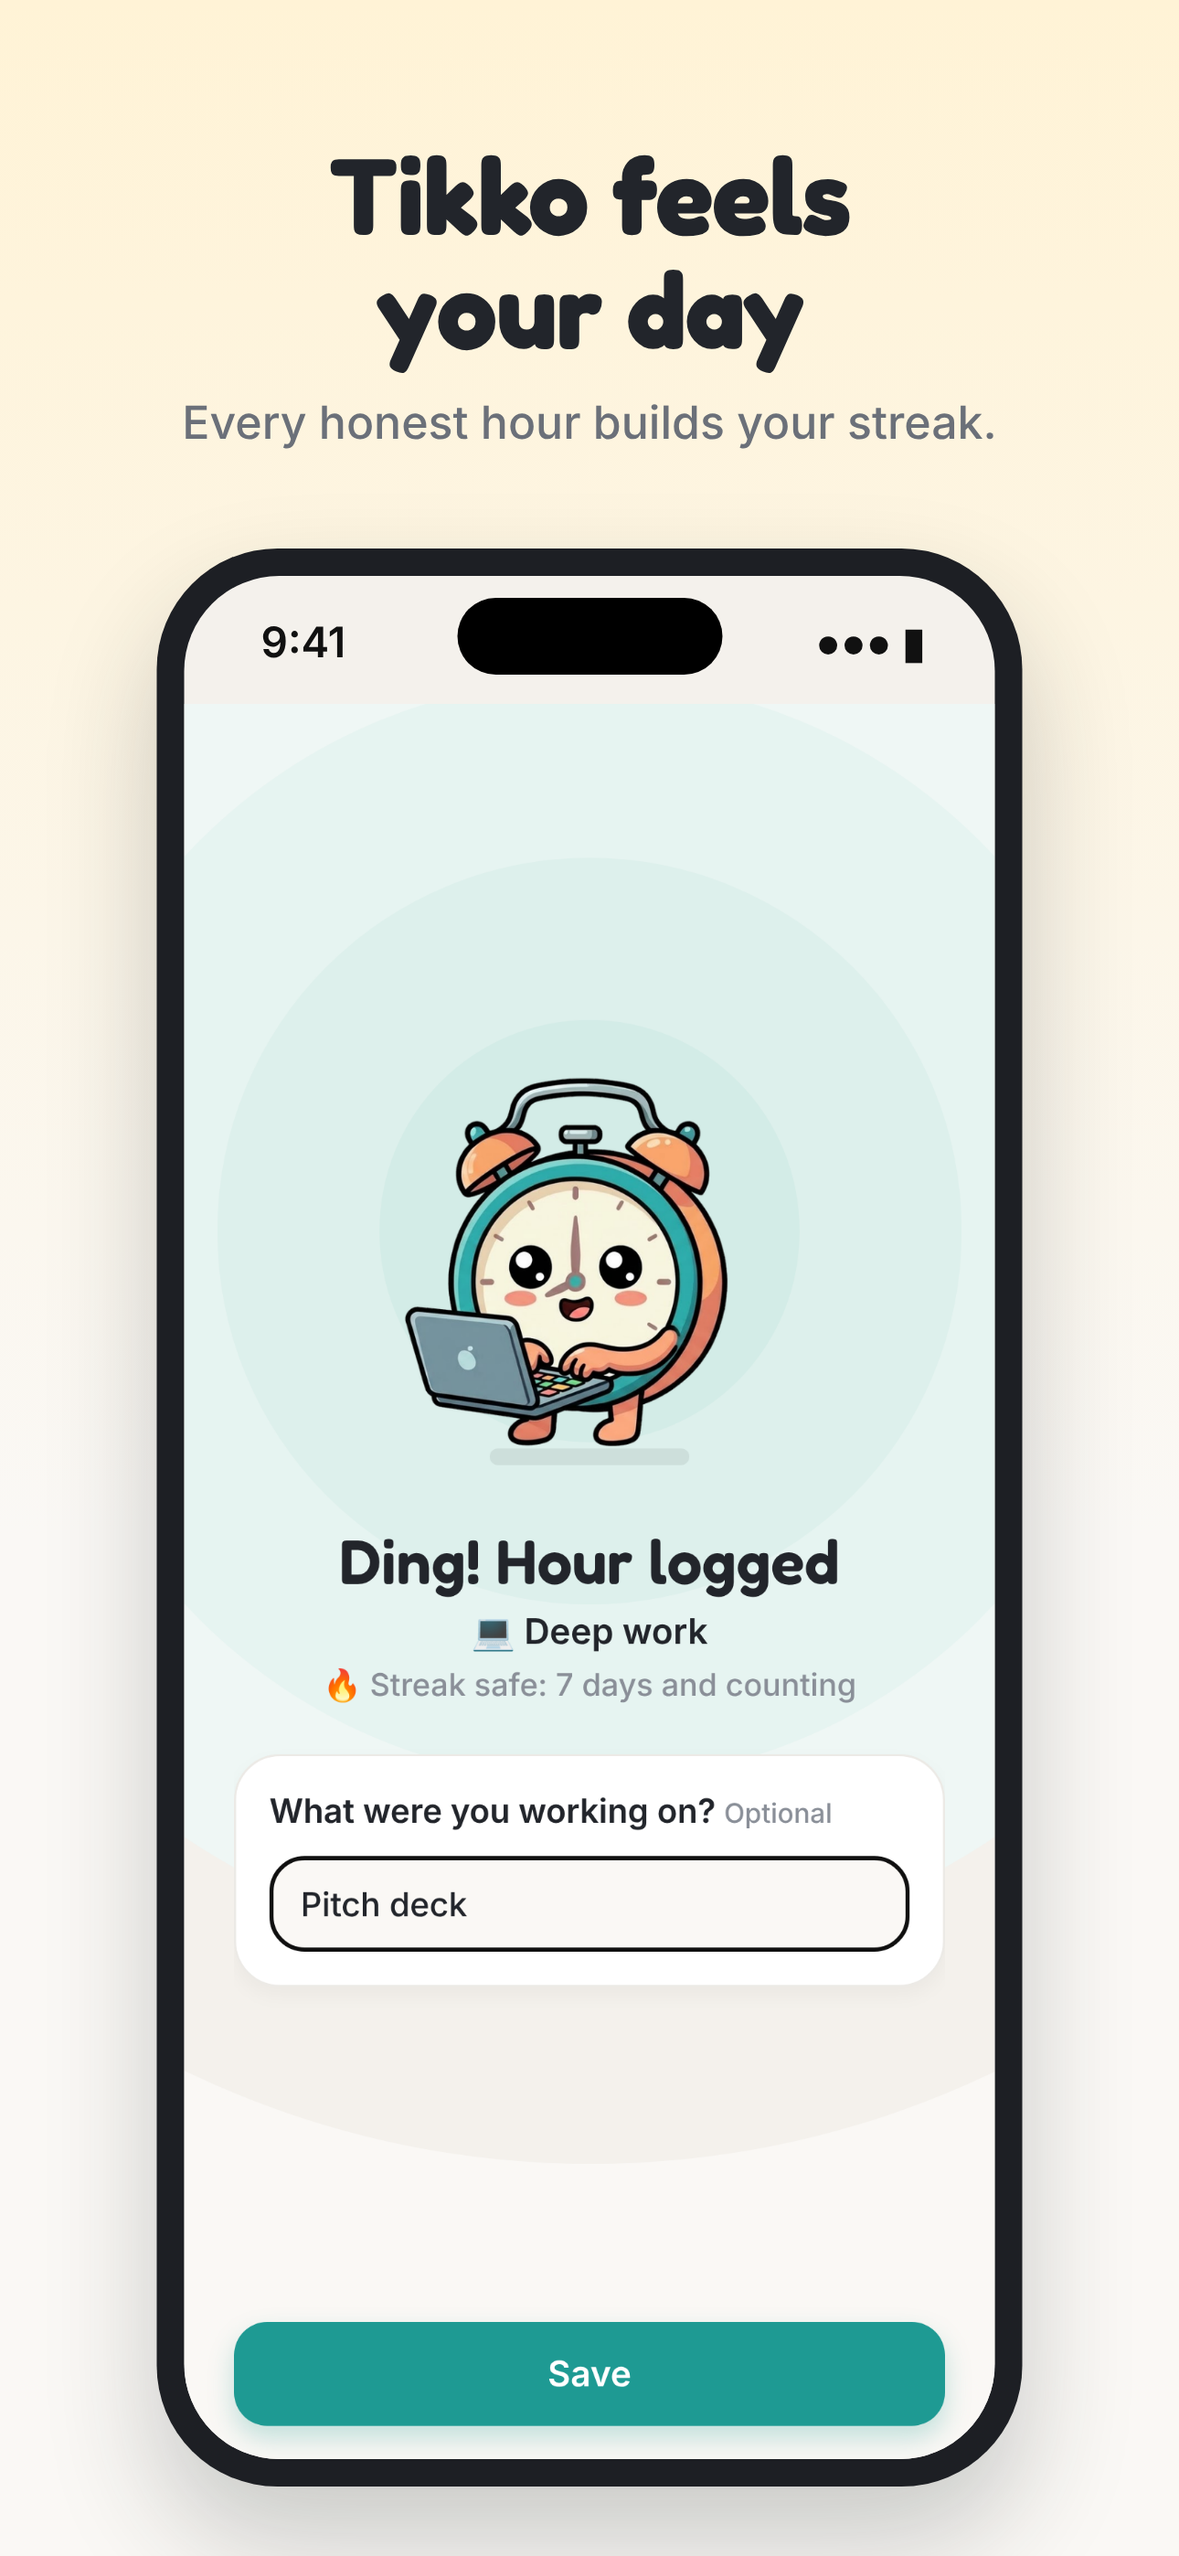 Tikko feels
your day
Every honest hour builds your streak.
9:41
Ding! Hour logged
💻 Deep work
🔥 Streak safe: 7 days and counting
What were you working on? Optional
Pitch deck
Save